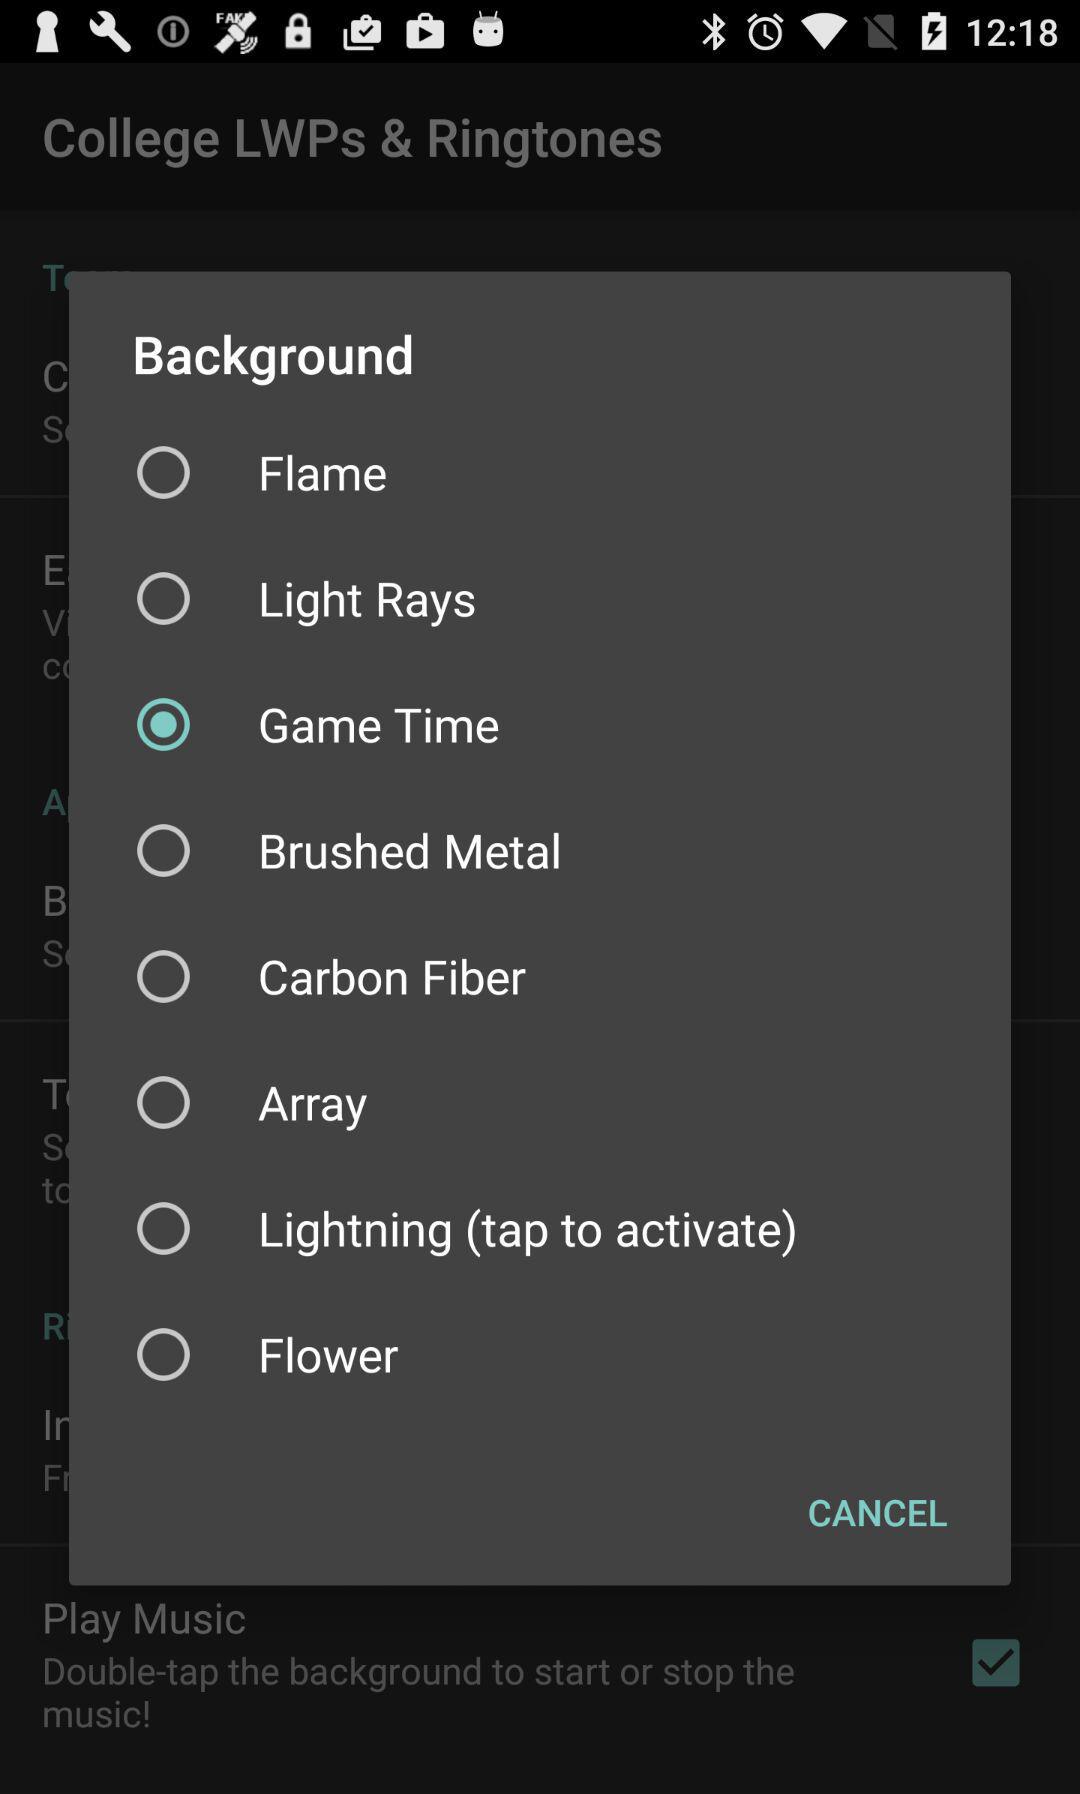 FAKE
12:18
College LWPs & Ringtones
Background
Flame
Light Rays
Game Time
Brushed Metal
Carbon Fiber
Array
Lightning (tap to activate)
Flower
CANCEL
Play Music
Double-tap the background to start or stop the
music!